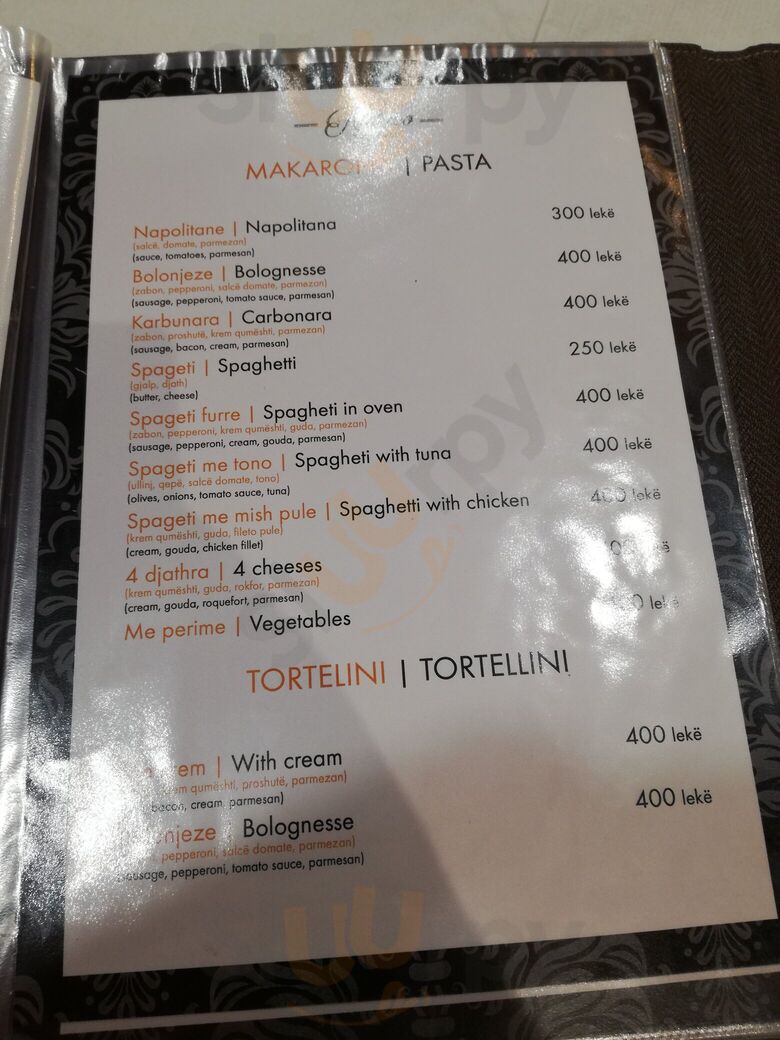 | PASTA
Napolitane | Napolitana 300 lekë
(salcë, domate, parmezan)
(sauce, tomatoes, parmesan)
Bolonjeze | Bolognesse 400 lekë
(zabon, pepperoni, salcë domate, parmezan)
(sausage, pepperoni, tomato sauce, parmesan)
Karbunara | Carbonara 400 lekë
(zabon, proshutë, krem qumështi, parmezan)
(sausage, bacon, cream, parmesan)
Spageti | Spaghetti 250 lekë
(gjalp, djath)
(butter, cheese)
Spageti furre | Spagheti in oven 400 lekë
(zabon, pepperoni, krem qumështi, guda, parmezan)
(sausage, pepperoni, cream, gouda, parmesan)
Spageti me tono | Spagheti with tuna 400 lekë
(ullinj, qepë, salcë domate, tono)
(olives, onions, tomato sauce, tuna)
Spageti me mish pule | Spaghetti with chicken 400 lekë
(krem qumështi, guda, fileto pule)
(cream, gouda, chicken fillet)
4 djathra | 4 cheeses
(krem qumështi, guda, rokfor, parmezan)
(cream, gouda, roquefort, parmesan)
Me perime | Vegetables
TORTELINI | TORTELLINI
| With cream 400 lekë
qumështi, proshutë, parmezan)
bacon, cream, parmesan)
| Bolognesse 400 lekë
pepperoni, salcë domate, parmezan)
sausage, pepperoni, tomato sauce, parmesan)